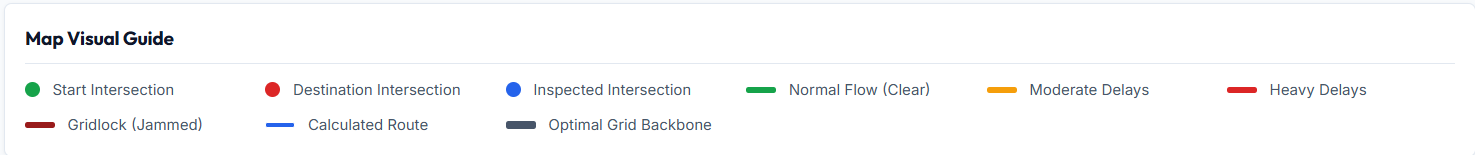 Map Visual Guide
Start Intersection Destination Intersection Inspected Intersection Normal Flow (Clear) Moderate Delays Heavy Delays
Gridlock (Jammed) Calculated Route Optimal Grid Backbone